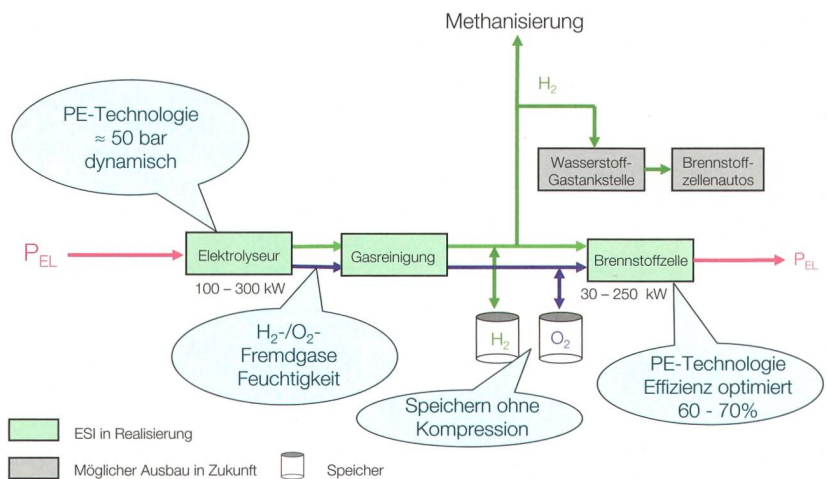 Methanisierung
H₂
PE-Technologie
≈ 50 bar
dynamisch
Wasserstoff-
Gastankstelle
Brennstoff-
zellenautos
P_EL
Elektrolyseur
Gasreinigung
Brennstoffzelle
P_EL
100 – 300 kW
30 – 250 kW
H₂-/O₂-
Fremdgase
Feuchtigkeit
H₂
O₂
PE-Technologie
Effizienz optimiert
60 - 70%
Speichern ohne
Kompression
ESI in Realisierung
Möglicher Ausbau in Zukunft
Speicher